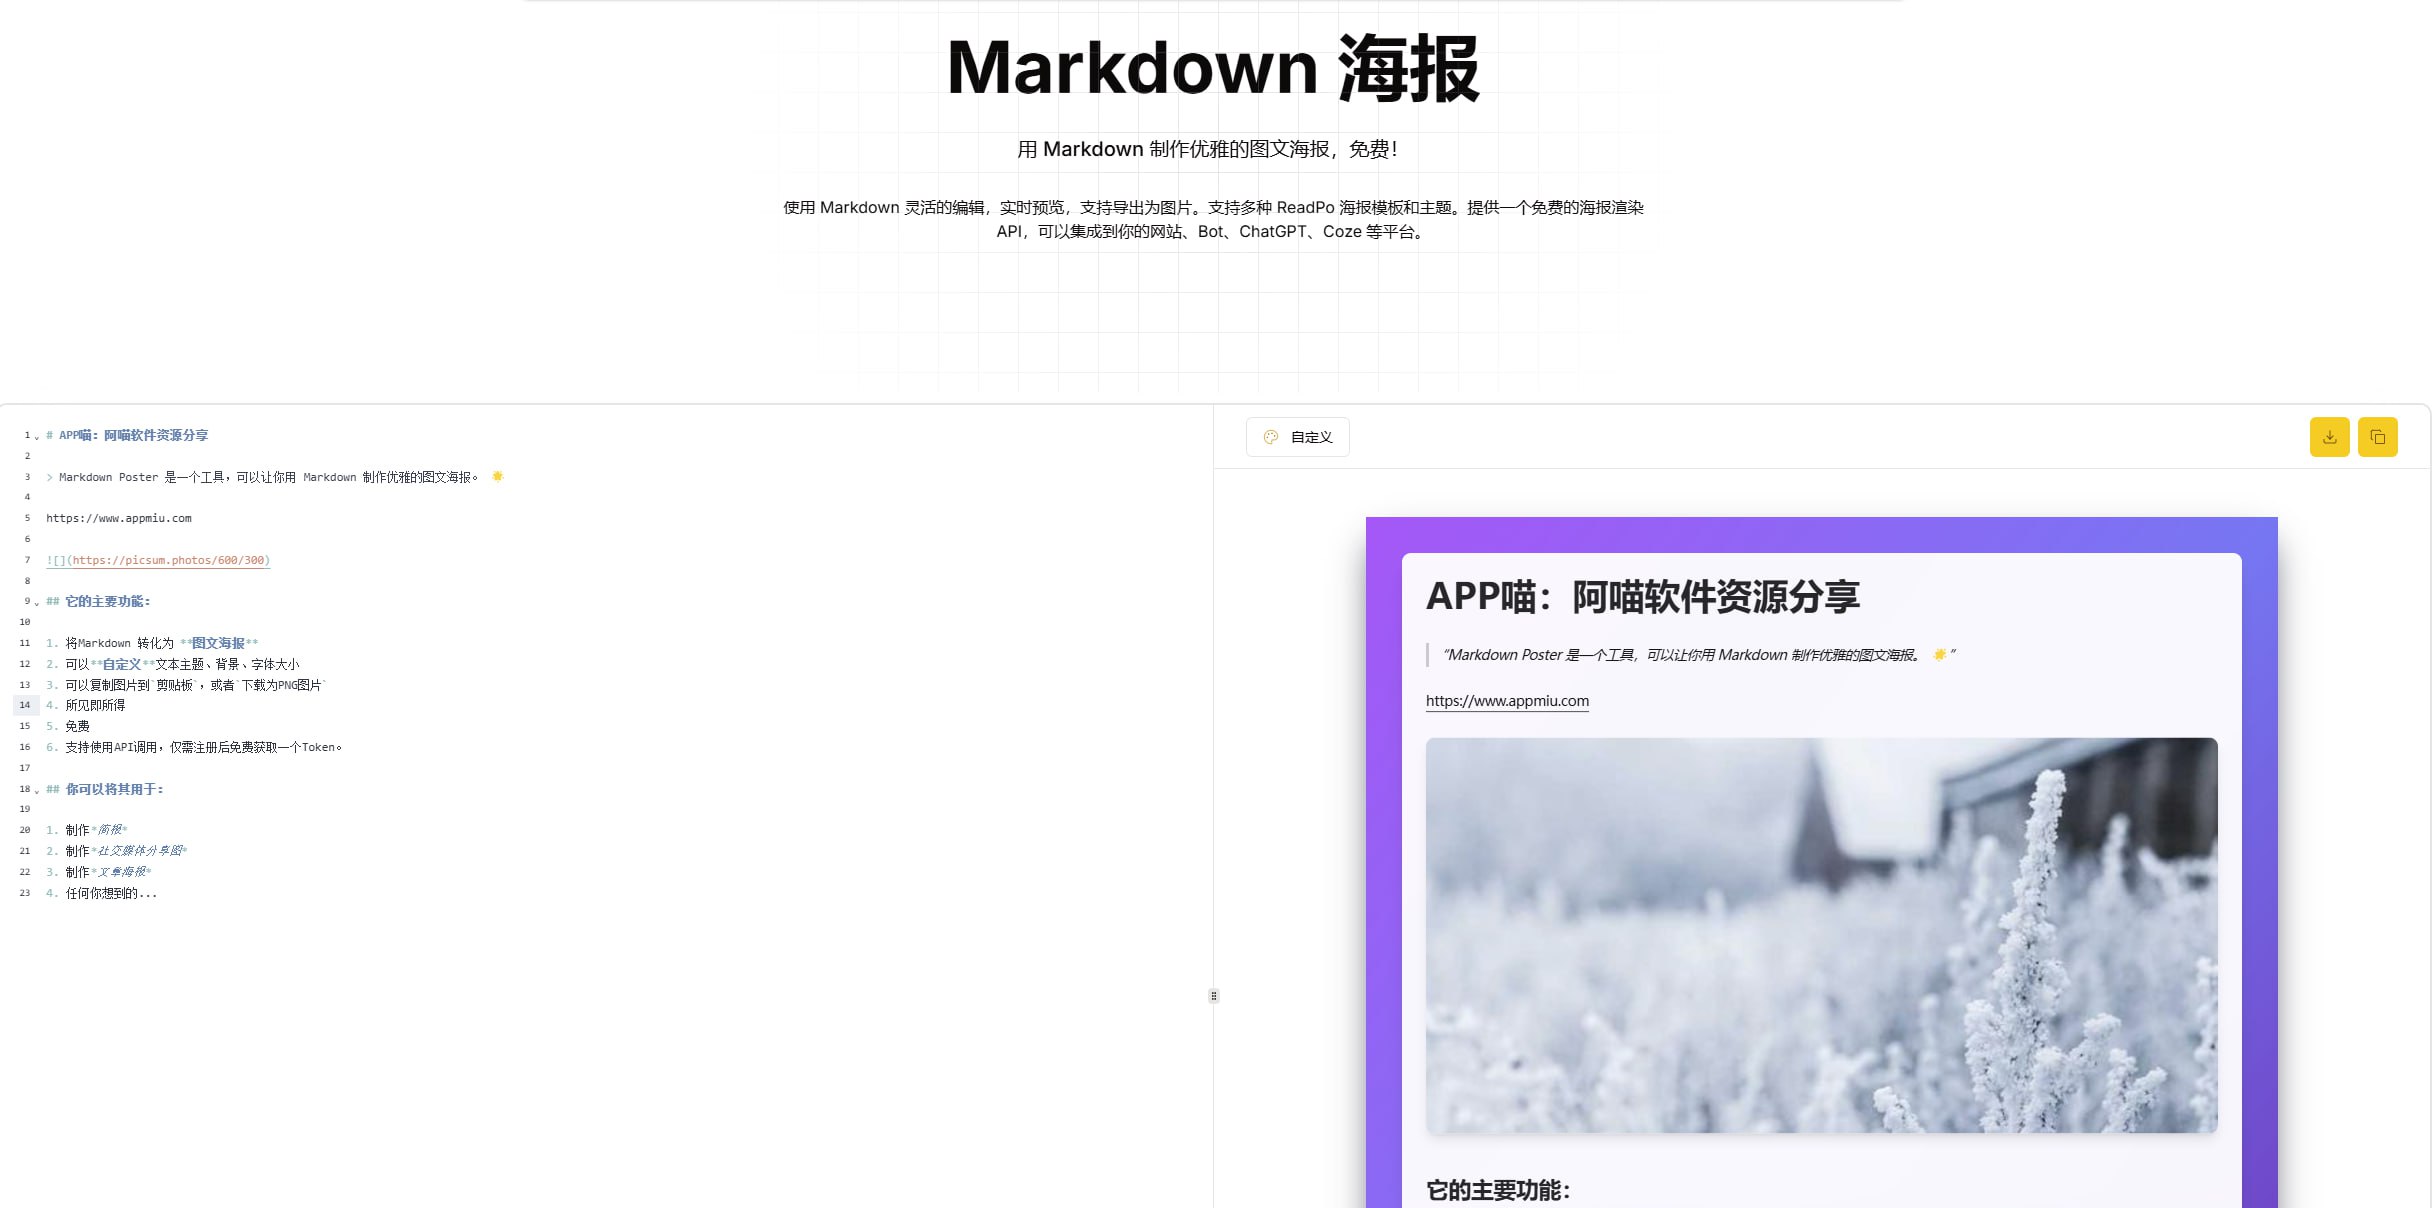 Markdown 海报
用 Markdown 制作优雅的图文海报，免费！
使用 Markdown 灵活的编辑，实时预览，支持导出为图片。支持多种 ReadPo 海报模板和主题。提供一个免费的海报渲染
API，可以集成到你的网站、Bot、ChatGPT、Coze 等平台。
1 # APP喵：阿喵软件资源分享
2
3 > Markdown Poster 是一个工具，可以让你用 Markdown 制作优雅的图文海报。 🌟
4
5 https://www.appmiu.com
6
7 ![](https://picsum.photos/600/300)
8
9 ## 它的主要功能：
10
11 1. 将Markdown 转化为 **图文海报**
12 2. 可以**自定义**文本主题、背景、字体大小
13 3. 可以复制图片到`剪贴板`，或者`下载为PNG图片`
14 4. 所见即所得
15 5. 免费
16 6. 支持使用API调用，仅需注册后免费获取一个Token。
17
18 ## 你可以将其用于：
19
20 1. 制作*简报*
21 2. 制作*社交媒体分享图*
22 3. 制作*文章海报*
23 4. 任何你想到的...
自定义
APP喵：阿喵软件资源分享
“Markdown Poster 是一个工具，可以让你用 Markdown 制作优雅的图文海报。 🌟 ”
https://www.appmiu.com
它的主要功能：